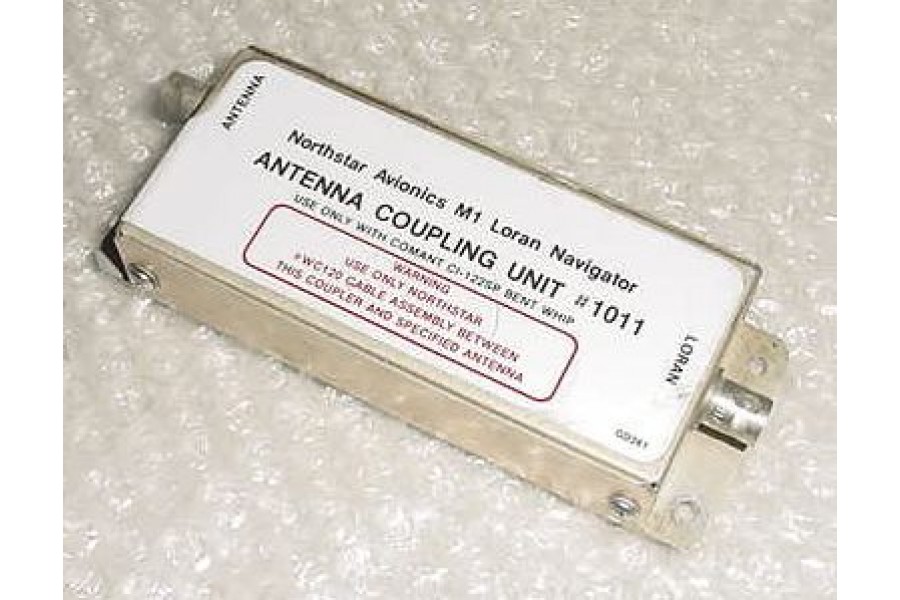 ANTENNA
Northstar Avionics M1 Loran Navigator
ANTENNA COUPLING UNIT #1011
USE ONLY WITH COMANT CI-122SP BENT WHIP
WARNING
USE ONLY NORTHSTAR
#WC120 CABLE ASSEMBLY BETWEEN
THIS COUPLER AND SPECIFIED ANTENNA
LORAN